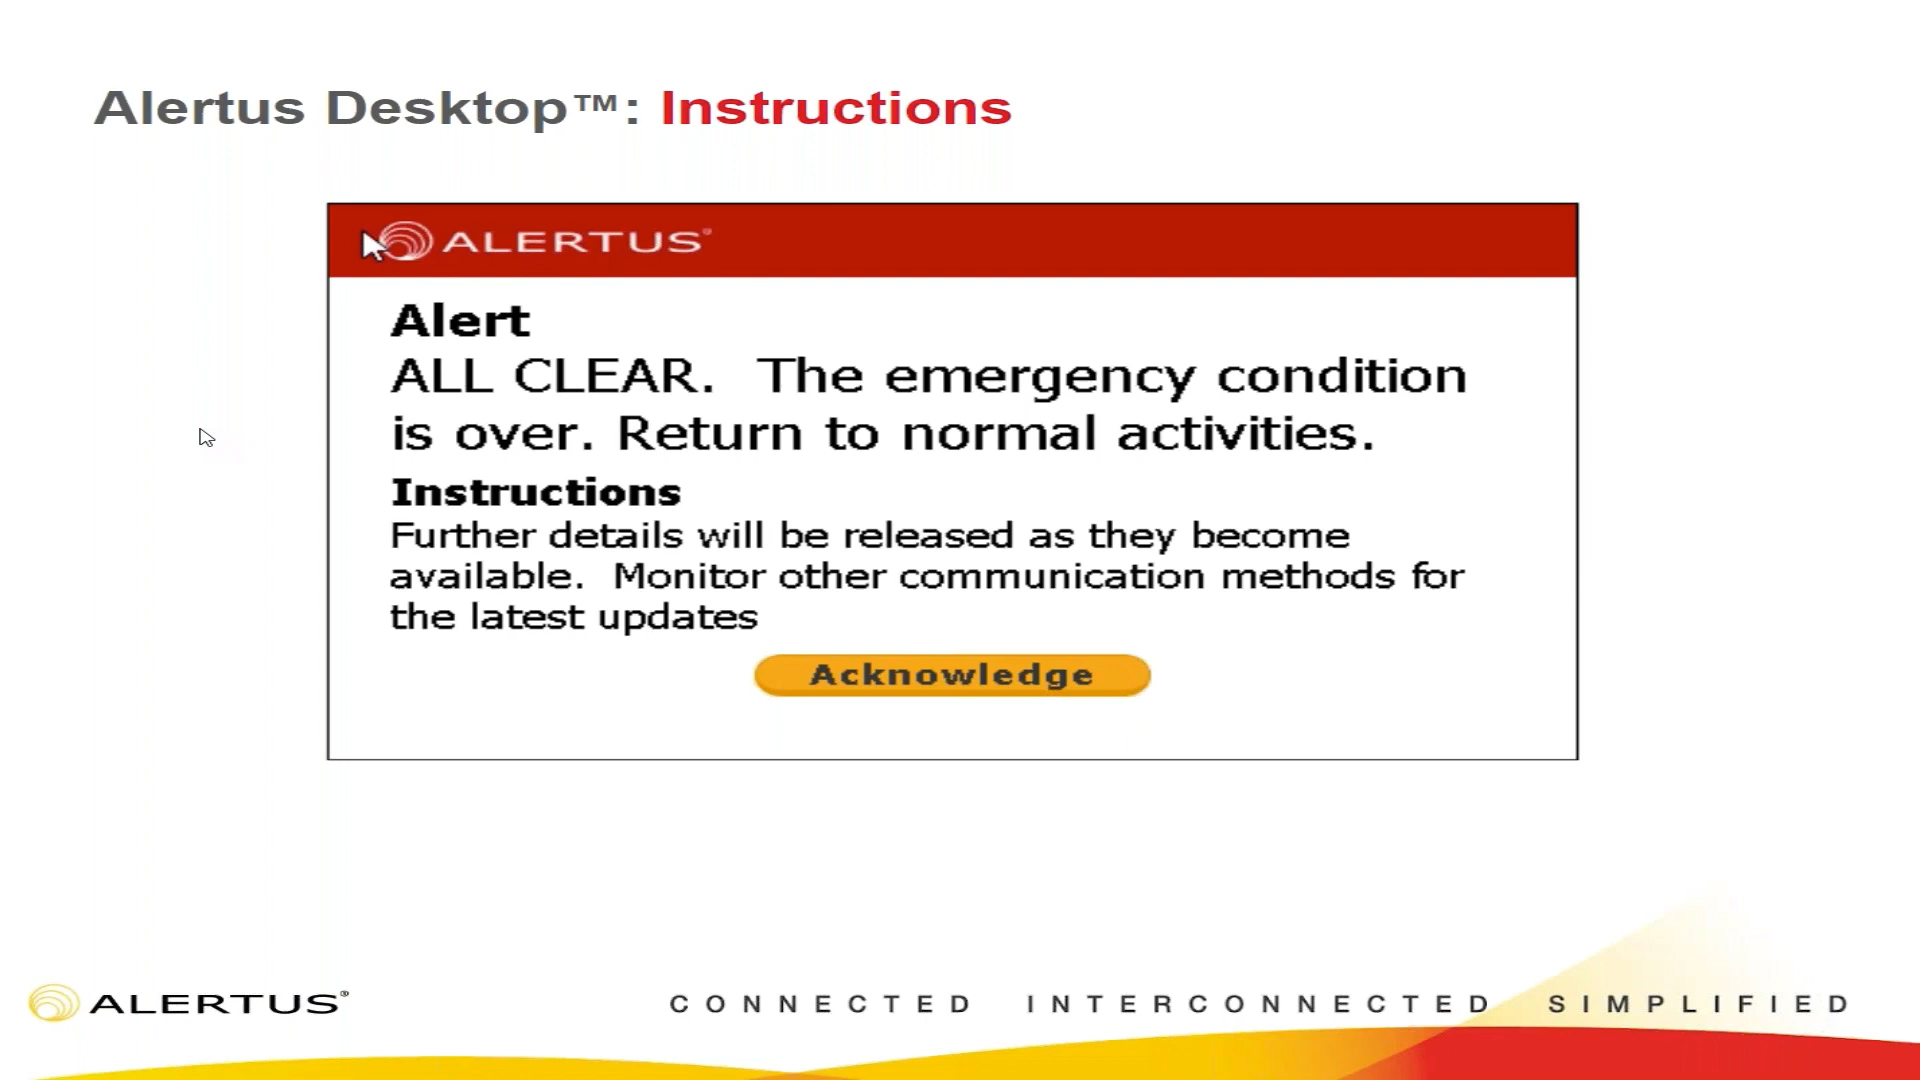 Alertus Desktop™: Instructions
ALERTUS®
Alert
ALL CLEAR.  The emergency condition
is over. Return to normal activities.
Instructions
Further details will be released as they become
available.  Monitor other communication methods for
the latest updates
Acknowledge
ALERTUS®
CONNECTED INTERCONNECTED SIMPLIFIED